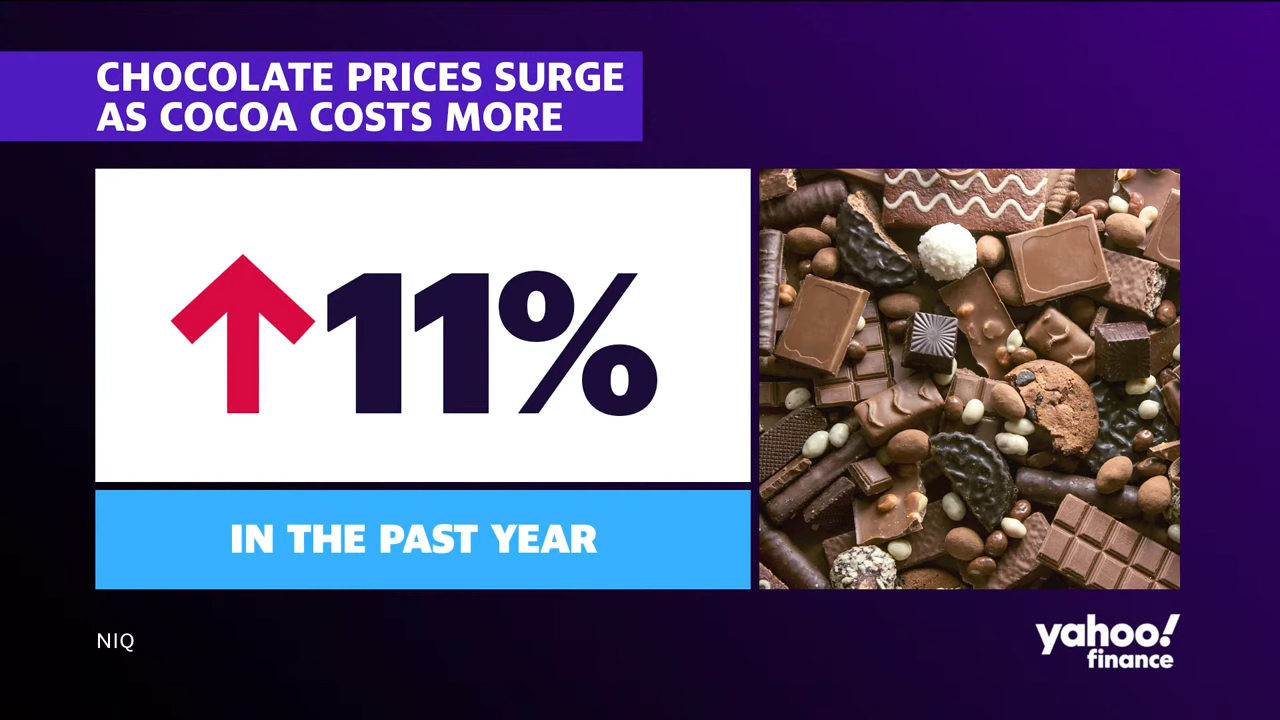 CHOCOLATE PRICES SURGE
AS COCOA COSTS MORE
11%
IN THE PAST YEAR
NIQ
yahoo!
finance